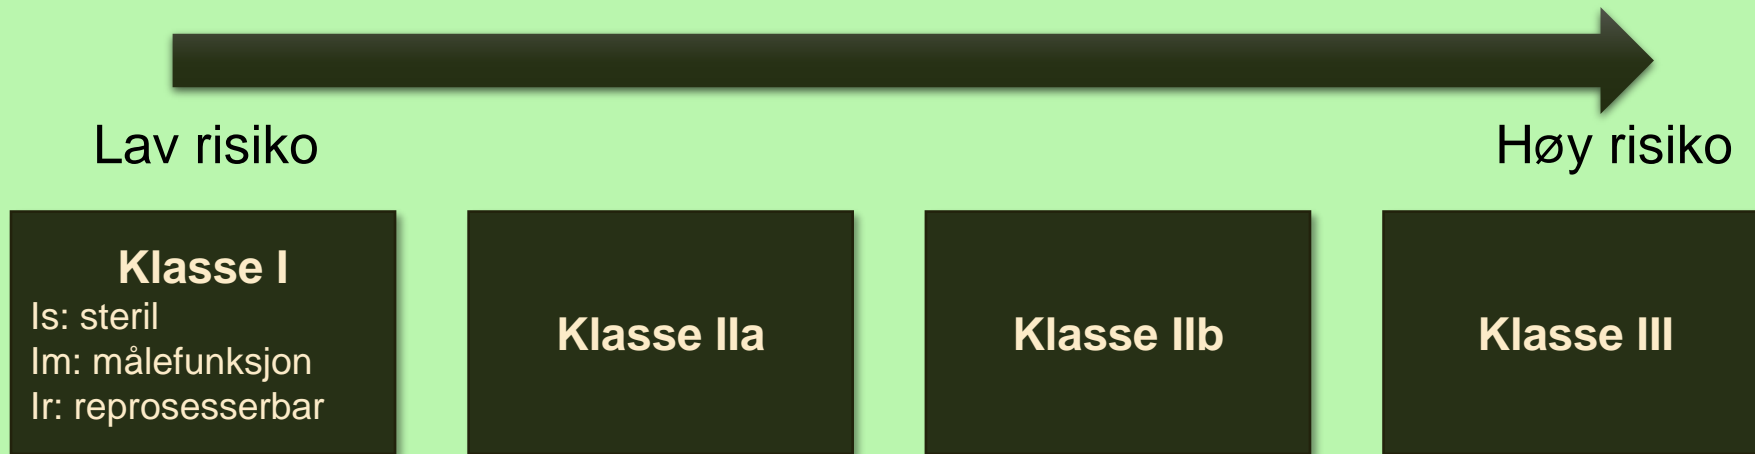 Lav risiko
Høy risiko
Klasse I
Is: steril
Im: målefunksjon
Ir: reprosesserbar
Klasse IIa
Klasse IIb
Klasse III